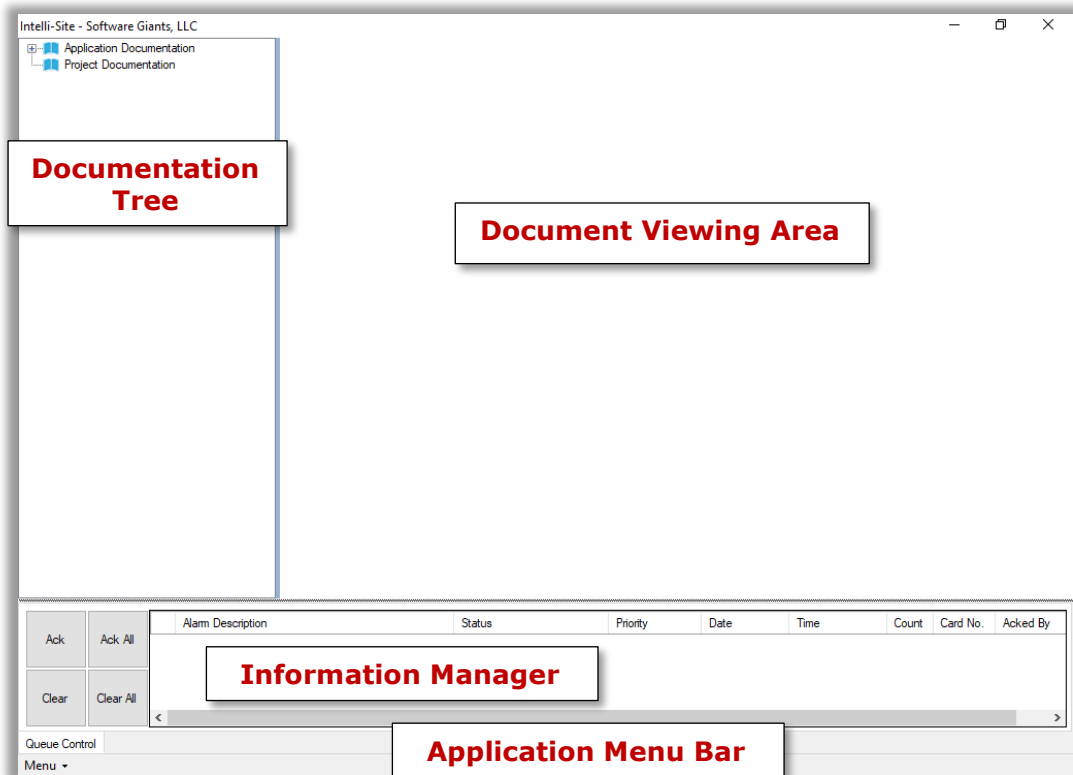 Intelli-Site - Software Giants, LLC
Application Documentation
Project Documentation
Documentation
Tree
Document Viewing Area
Ack
Ack All
Alarm Description Status Priority Date Time Count Card No. Acked By
Information Manager
Clear
Clear All
Queue Control
Application Menu Bar
Menu